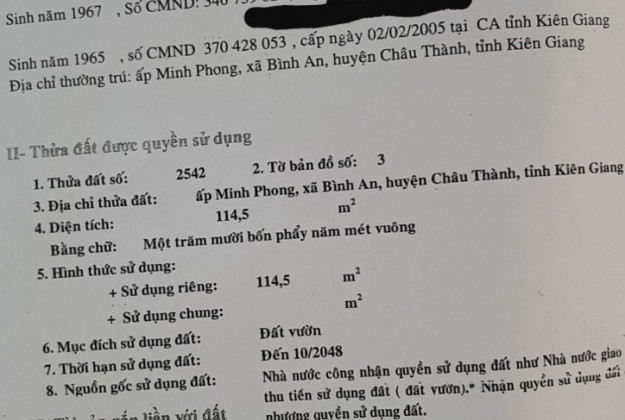 Sinh năm 1967 , Số CMND: 340
Sinh năm 1965 , số CMND 370 428 053 , cấp ngày 02/02/2005 tại CA tỉnh Kiên Giang
Địa chỉ thường trú: ấp Minh Phong, xã Bình An, huyện Châu Thành, tỉnh Kiên Giang
II- Thửa đất được quyền sử dụng
1. Thửa đất số: 2542 2. Tờ bản đồ số: 3
3. Địa chỉ thửa đất: ấp Minh Phong, xã Bình An, huyện Châu Thành, tỉnh Kiên Giang
4. Diện tích: 114,5 m²
Bằng chữ: Một trăm mười bốn phẩy năm mét vuông
5. Hình thức sử dụng:
+ Sử dụng riêng: 114,5 m²
+ Sử dụng chung: m²
6. Mục đích sử dụng đất: Đất vườn
7. Thời hạn sử dụng đất: Đến 10/2048
8. Nguồn gốc sử dụng đất: Nhà nước công nhận quyền sử dụng đất như Nhà nước giao
thu tiền sử dụng đất ( đất vườn).* Nhận quyền sử dụng đất
gắn liền với đất nhượng quyền sử dụng đất.